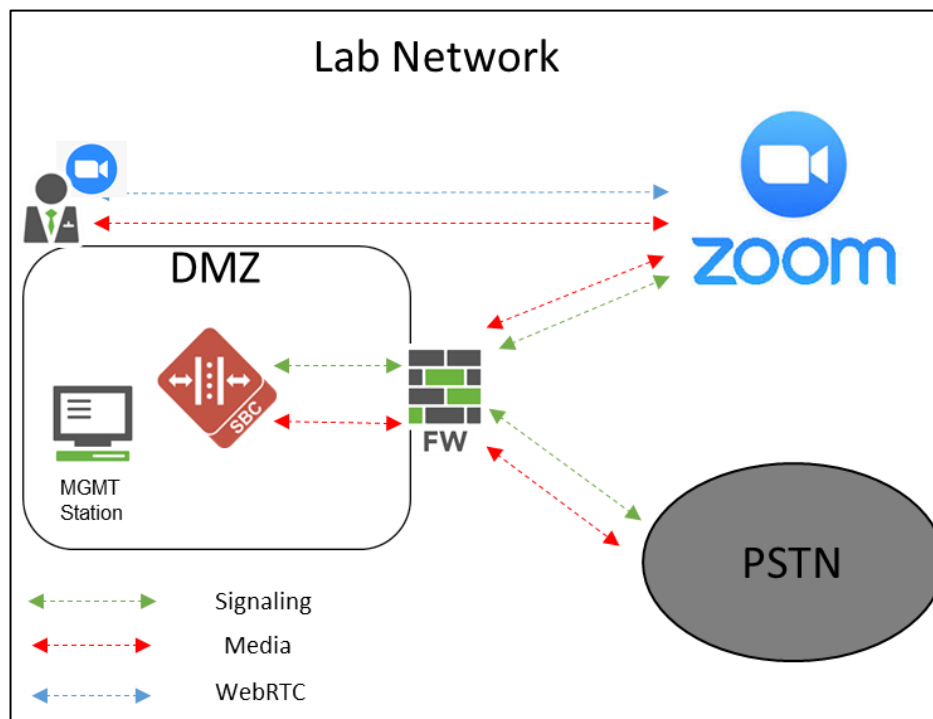 Lab Network
zoom
DMZ
SBC
FW
MGMT
Station
PSTN
Signaling
Media
WebRTC